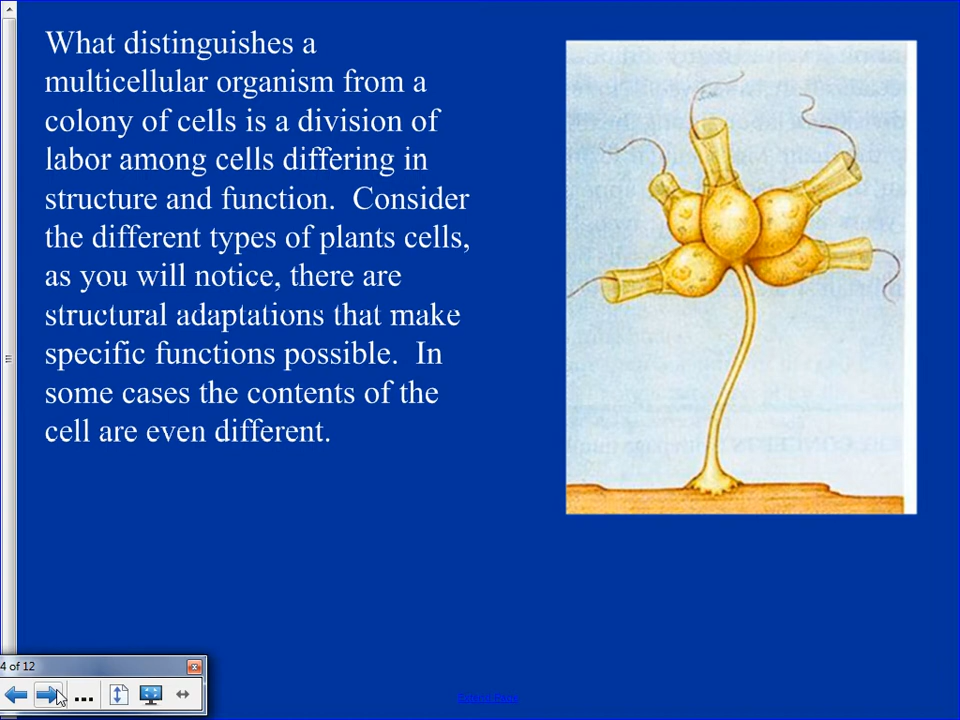 What distinguishes a
multicellular organism from a
colony of cells is a division of
labor among cells differing in
structure and function.  Consider
the different types of plants cells,
as you will notice, there are
structural adaptations that make
specific functions possible.  In
some cases the contents of the
cell are even different.
4 of 12